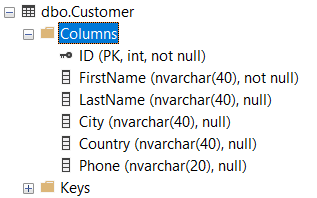 dbo.Customer
Columns
ID (PK, int, not null)
FirstName (nvarchar(40), not null)
LastName (nvarchar(40), null)
City (nvarchar(40), null)
Country (nvarchar(40), null)
Phone (nvarchar(20), null)
Keys